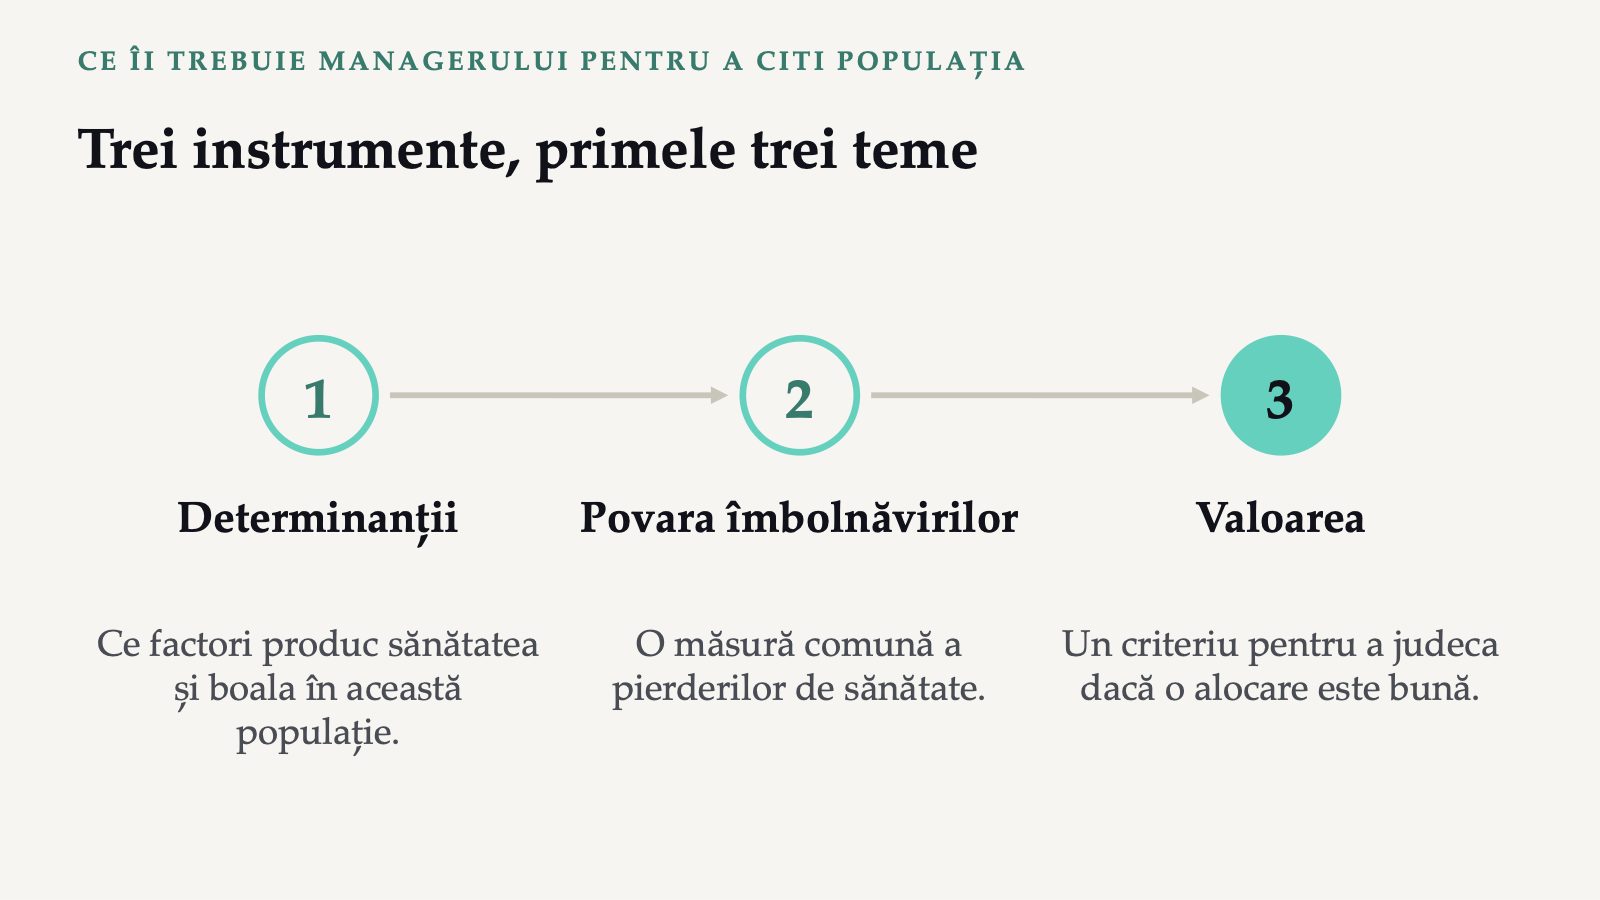 CE ÎI TREBUIE MANAGERULUI PENTRU A CITI POPULAȚIA
Trei instrumente, primele trei teme
1
2
3
Determinanții
Povara îmbolnăvirilor
Valoarea
Ce factori produc sănătatea
și boala în această
populație.
O măsură comună a
pierderilor de sănătate.
Un criteriu pentru a judeca
dacă o alocare este bună.